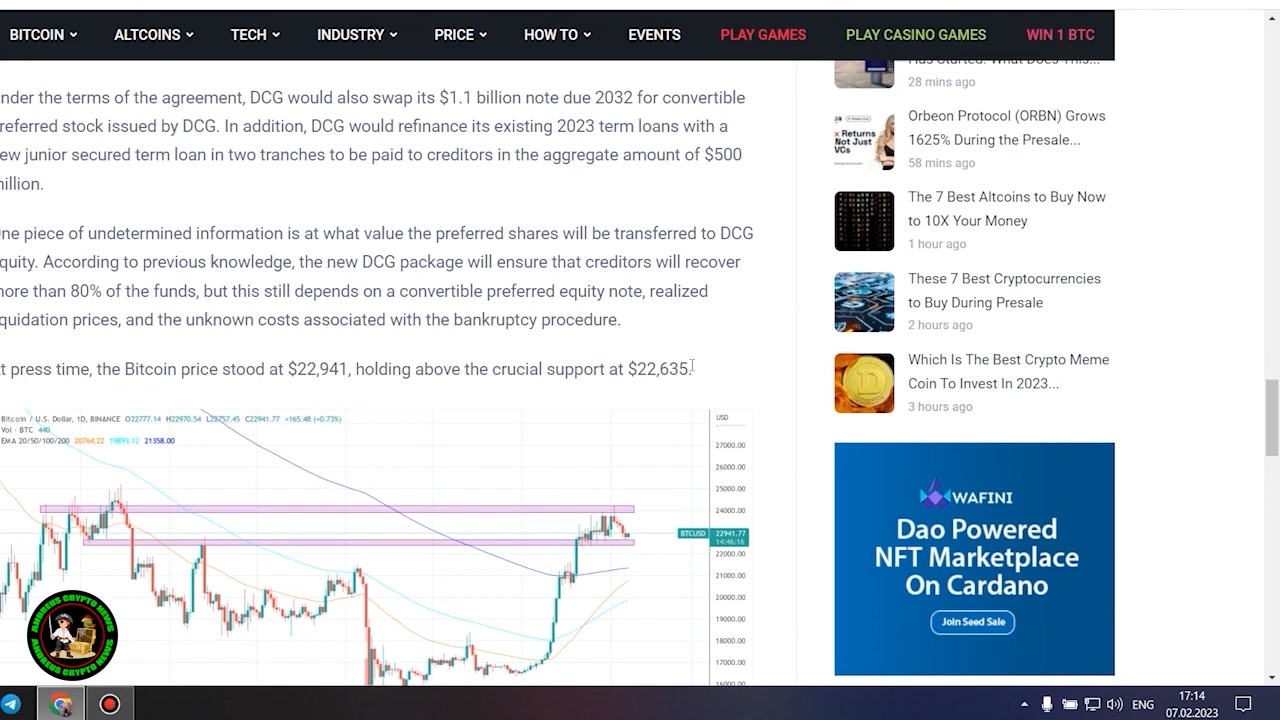 BITCOIN ALTCOINS TECH INDUSTRY PRICE HOW TO EVENTS PLAY GAMES PLAY CASINO GAMES WIN 1 BTC
nder the terms of the agreement, DCG would also swap its $1.1 billion note due 2032 for convertible
referred stock issued by DCG. In addition, DCG would refinance its existing 2023 term loans with a
ew junior secured term loan in two tranches to be paid to creditors in the aggregate amount of $500
illion.
ne piece of undetermined information is at what value the preferred shares will be transferred to DCG
quity. According to previous knowledge, the new DCG package will ensure that creditors will recover
ore than 80% of the , but this still depends on a convertible preferred equity note, realized
quidation prices, and the unknown costs associated with the bankruptcy procedure.
t press time, the Bitcoin price stood at $22,941, holding above the crucial support at $22,635.
Bitcoin / U.S. Dollar, 1D, BINANCE O22777.14 H22970.54 L22757.45 C22941.77 +165.48 (+0.73%)
Vol · BTC 440
EMA 20/50/100/200 20764.22 19893.12 21358.00
USD
27000.00
26000.00
25000.00
24000.00
BTCUSD 22941.77
14:46:16
22000.00
21000.00
20000.00
19000.00
18000.00
17000.00
16000.00
Has Started. What Does This...
28 mins ago
Orbeon Protocol (ORBN) Grows
1625% During the Presale...
58 mins ago
Returns
Not Just
VCs
The 7 Best Altcoins to Buy Now
to 10X Your Money
1 hour ago
These 7 Best Cryptocurrencies
to Buy During Presale
2 hours ago
Which Is The Best Crypto Meme
Coin To Invest In 2023...
3 hours ago
WAFINI
Dao Powered
NFT Marketplace
On Cardano
Join Seed Sale
ANDREUS CRYPTO NEWS
ANDREUS CRYPTO NEWS
ENG
17:14
07.02.2023